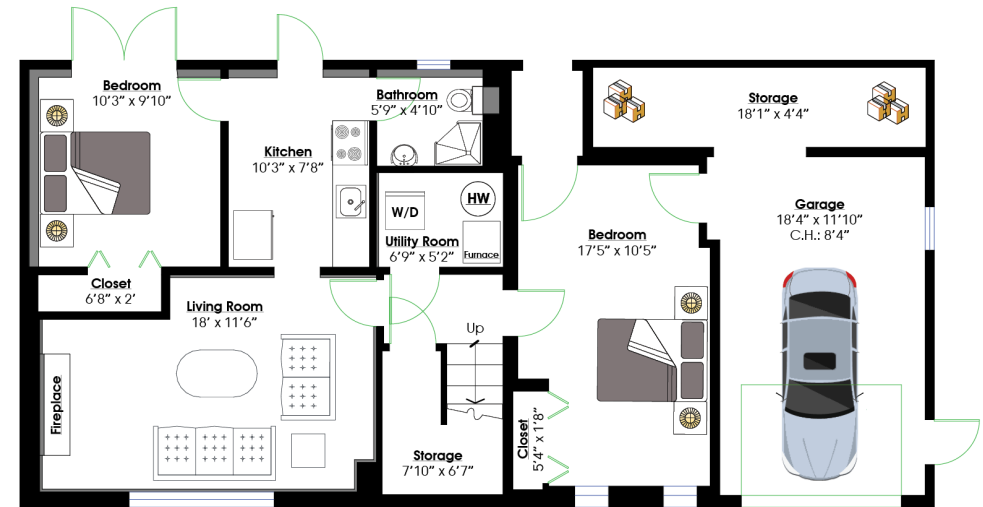 Bedroom
10'3" x 9'10"
Bathroom
5'9" x 4'10"
Storage
18'1" x 4'4"
Kitchen
10'3" x 7'8"
W/D
HW
Utility Room
6'9" x 5'2"
Furnace
Garage
18'4" x 11'10"
C.H.: 8'4"
Bedroom
17'5" x 10'5"
Closet
6'8" x 2'
Living Room
18' x 11'6"
Up
Fireplace
Closet
5'4" x 1'8"
Storage
7'10" x 6'7"